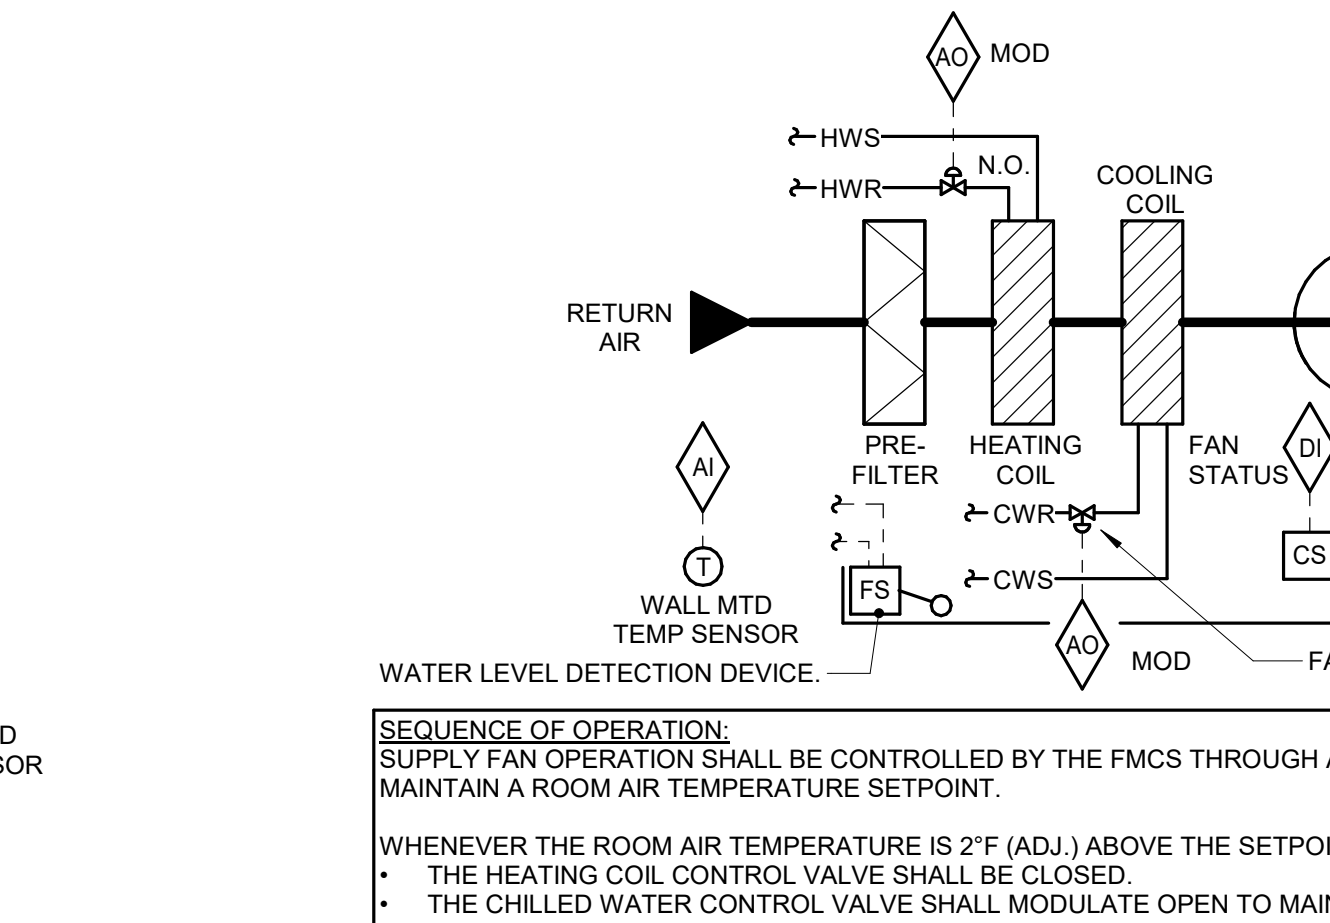 AO MOD
HWS
N.O.
HWR
COOLING
COIL
RETURN
AIR
PRE-
FILTER
HEATING
COIL
FAN
STATUS
DI
AI
CWR
T
FS
CWS
CS
WALL MTD
TEMP SENSOR
AO
MOD
WATER LEVEL DETECTION DEVICE.
SEQUENCE OF OPERATION:
SUPPLY FAN OPERATION SHALL BE CONTROLLED BY THE FMCS THROUGH
MAINTAIN A ROOM AIR TEMPERATURE SETPOINT.
WHENEVER THE ROOM AIR TEMPERATURE IS 2°F (ADJ.) ABOVE THE
• THE HEATING COIL CONTROL VALVE SHALL BE CLOSED.
• THE CHILLED WATER CONTROL VALVE SHALL MODULATE OPEN TO